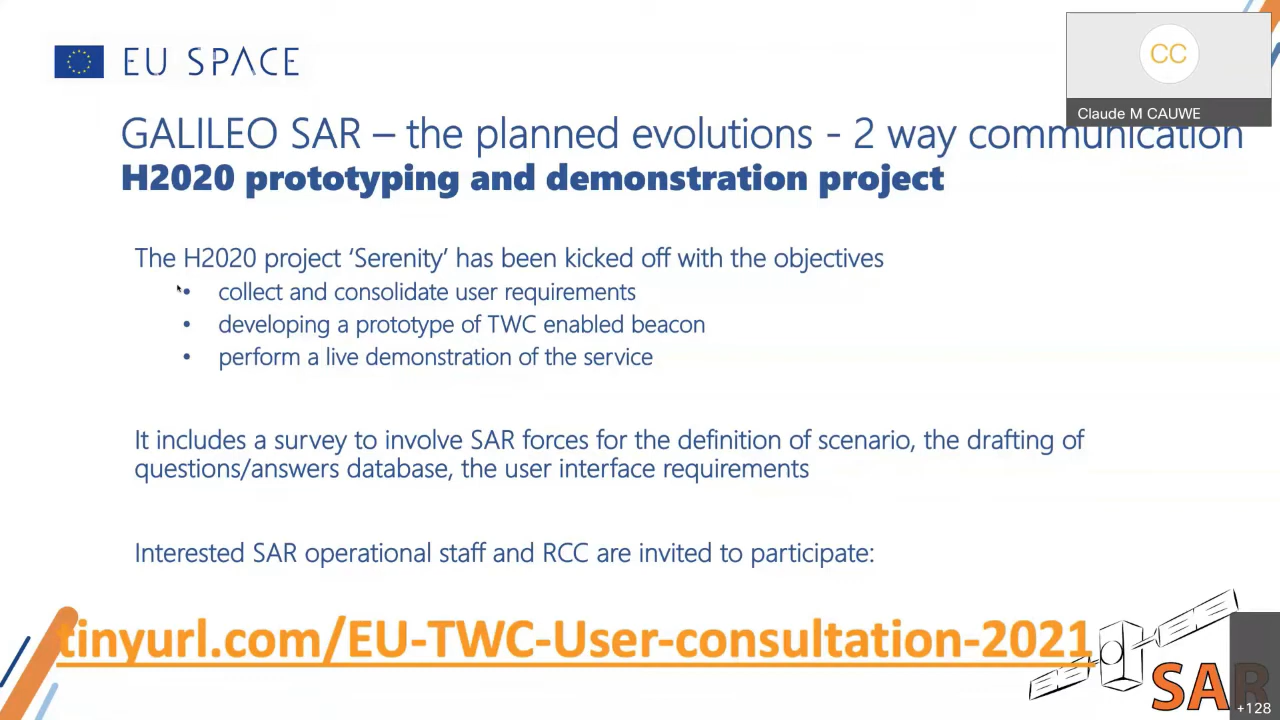 EU SPACE
CC
Claude M CAUWE
GALILEO SAR – the planned evolutions - 2 way communication
H2020 prototyping and demonstration project
The H2020 project ‘Serenity’ has been kicked off with the objectives
• collect and consolidate user requirements
• developing a prototype of TWC enabled beacon
• perform a live demonstration of the service
It includes a survey to involve SAR forces for the definition of scenario, the drafting of
questions/answers database, the user interface requirements
Interested SAR operational staff and RCC are invited to participate:
tinyurl.com/EU-TWC-User-consultation-2021
SAR
+128